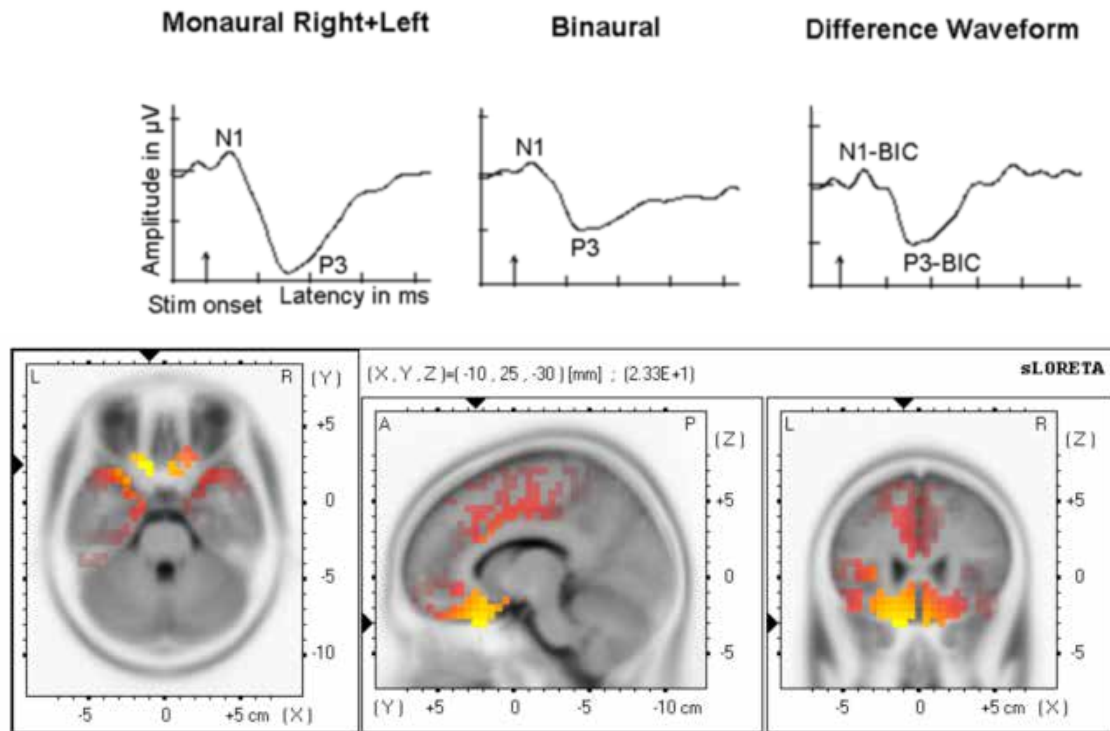 Monaural Right+Left
Binaural
Difference Waveform
Amplitude in µV
N1
P3
Stim onset
Latency in ms
N1
P3
N1-BIC
P3-BIC
L R (Y)
+5
0
-5
-10
-5 0 +5 cm (X)
(X,Y,Z)=(-10,25,-30)[mm] ; (2.33E+1)
sLORETA
A P (Z)
+5
0
-5
(Y) +5 0 -5 -10 cm
L R (Z)
+5
0
-5
-5 0 +5 cm (X)